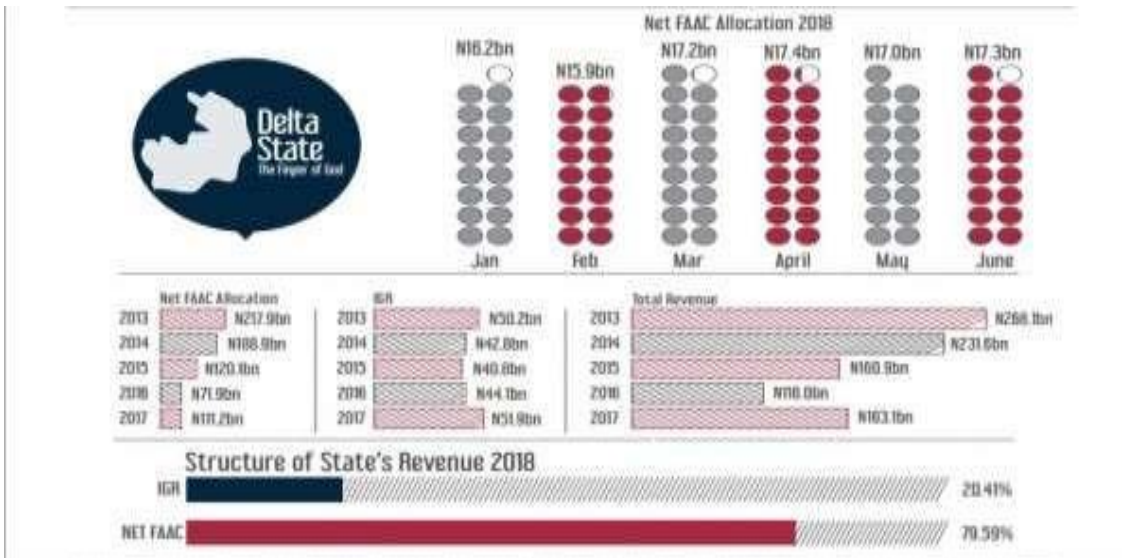 Net FAAC Allocation 2018
N16.2bn
N15.9bn
N17.2bn
N17.4bn
N17.0bn
N17.3bn
Delta
State
The Finger of God
Jan Feb Mar April May June
Net FAAC Allocation
2013 N217.9bn
2014 N188.9bn
2015 N120.1bn
2016 N71.9bn
2017 N111.2bn
IGR
2013 N50.2bn
2014 N42.8bn
2015 N40.8bn
2016 N44.1bn
2017 N51.9bn
Total Revenue
2013 N268.1bn
2014 N231.6bn
2015 N160.9bn
2016
2017 N163.1bn
Structure of State's Revenue 2018
IGR 20.41%
NET FAAC 79.59%